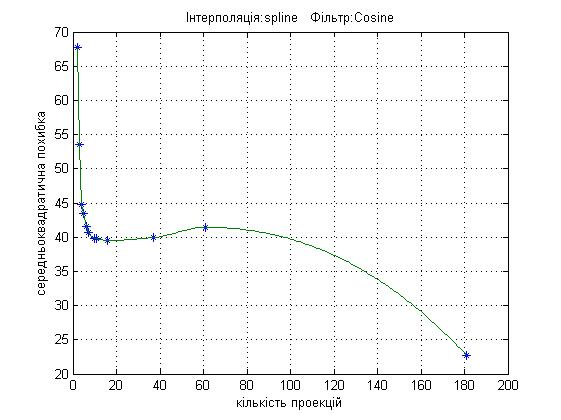 Інтерполяція:spline Фільтр:Cosine
70
65
60
55
50
45
40
35
30
25
20
середньоквадратична похибка
0 20 40 60 80 100 120 140 160 180 200
кількість проекцій